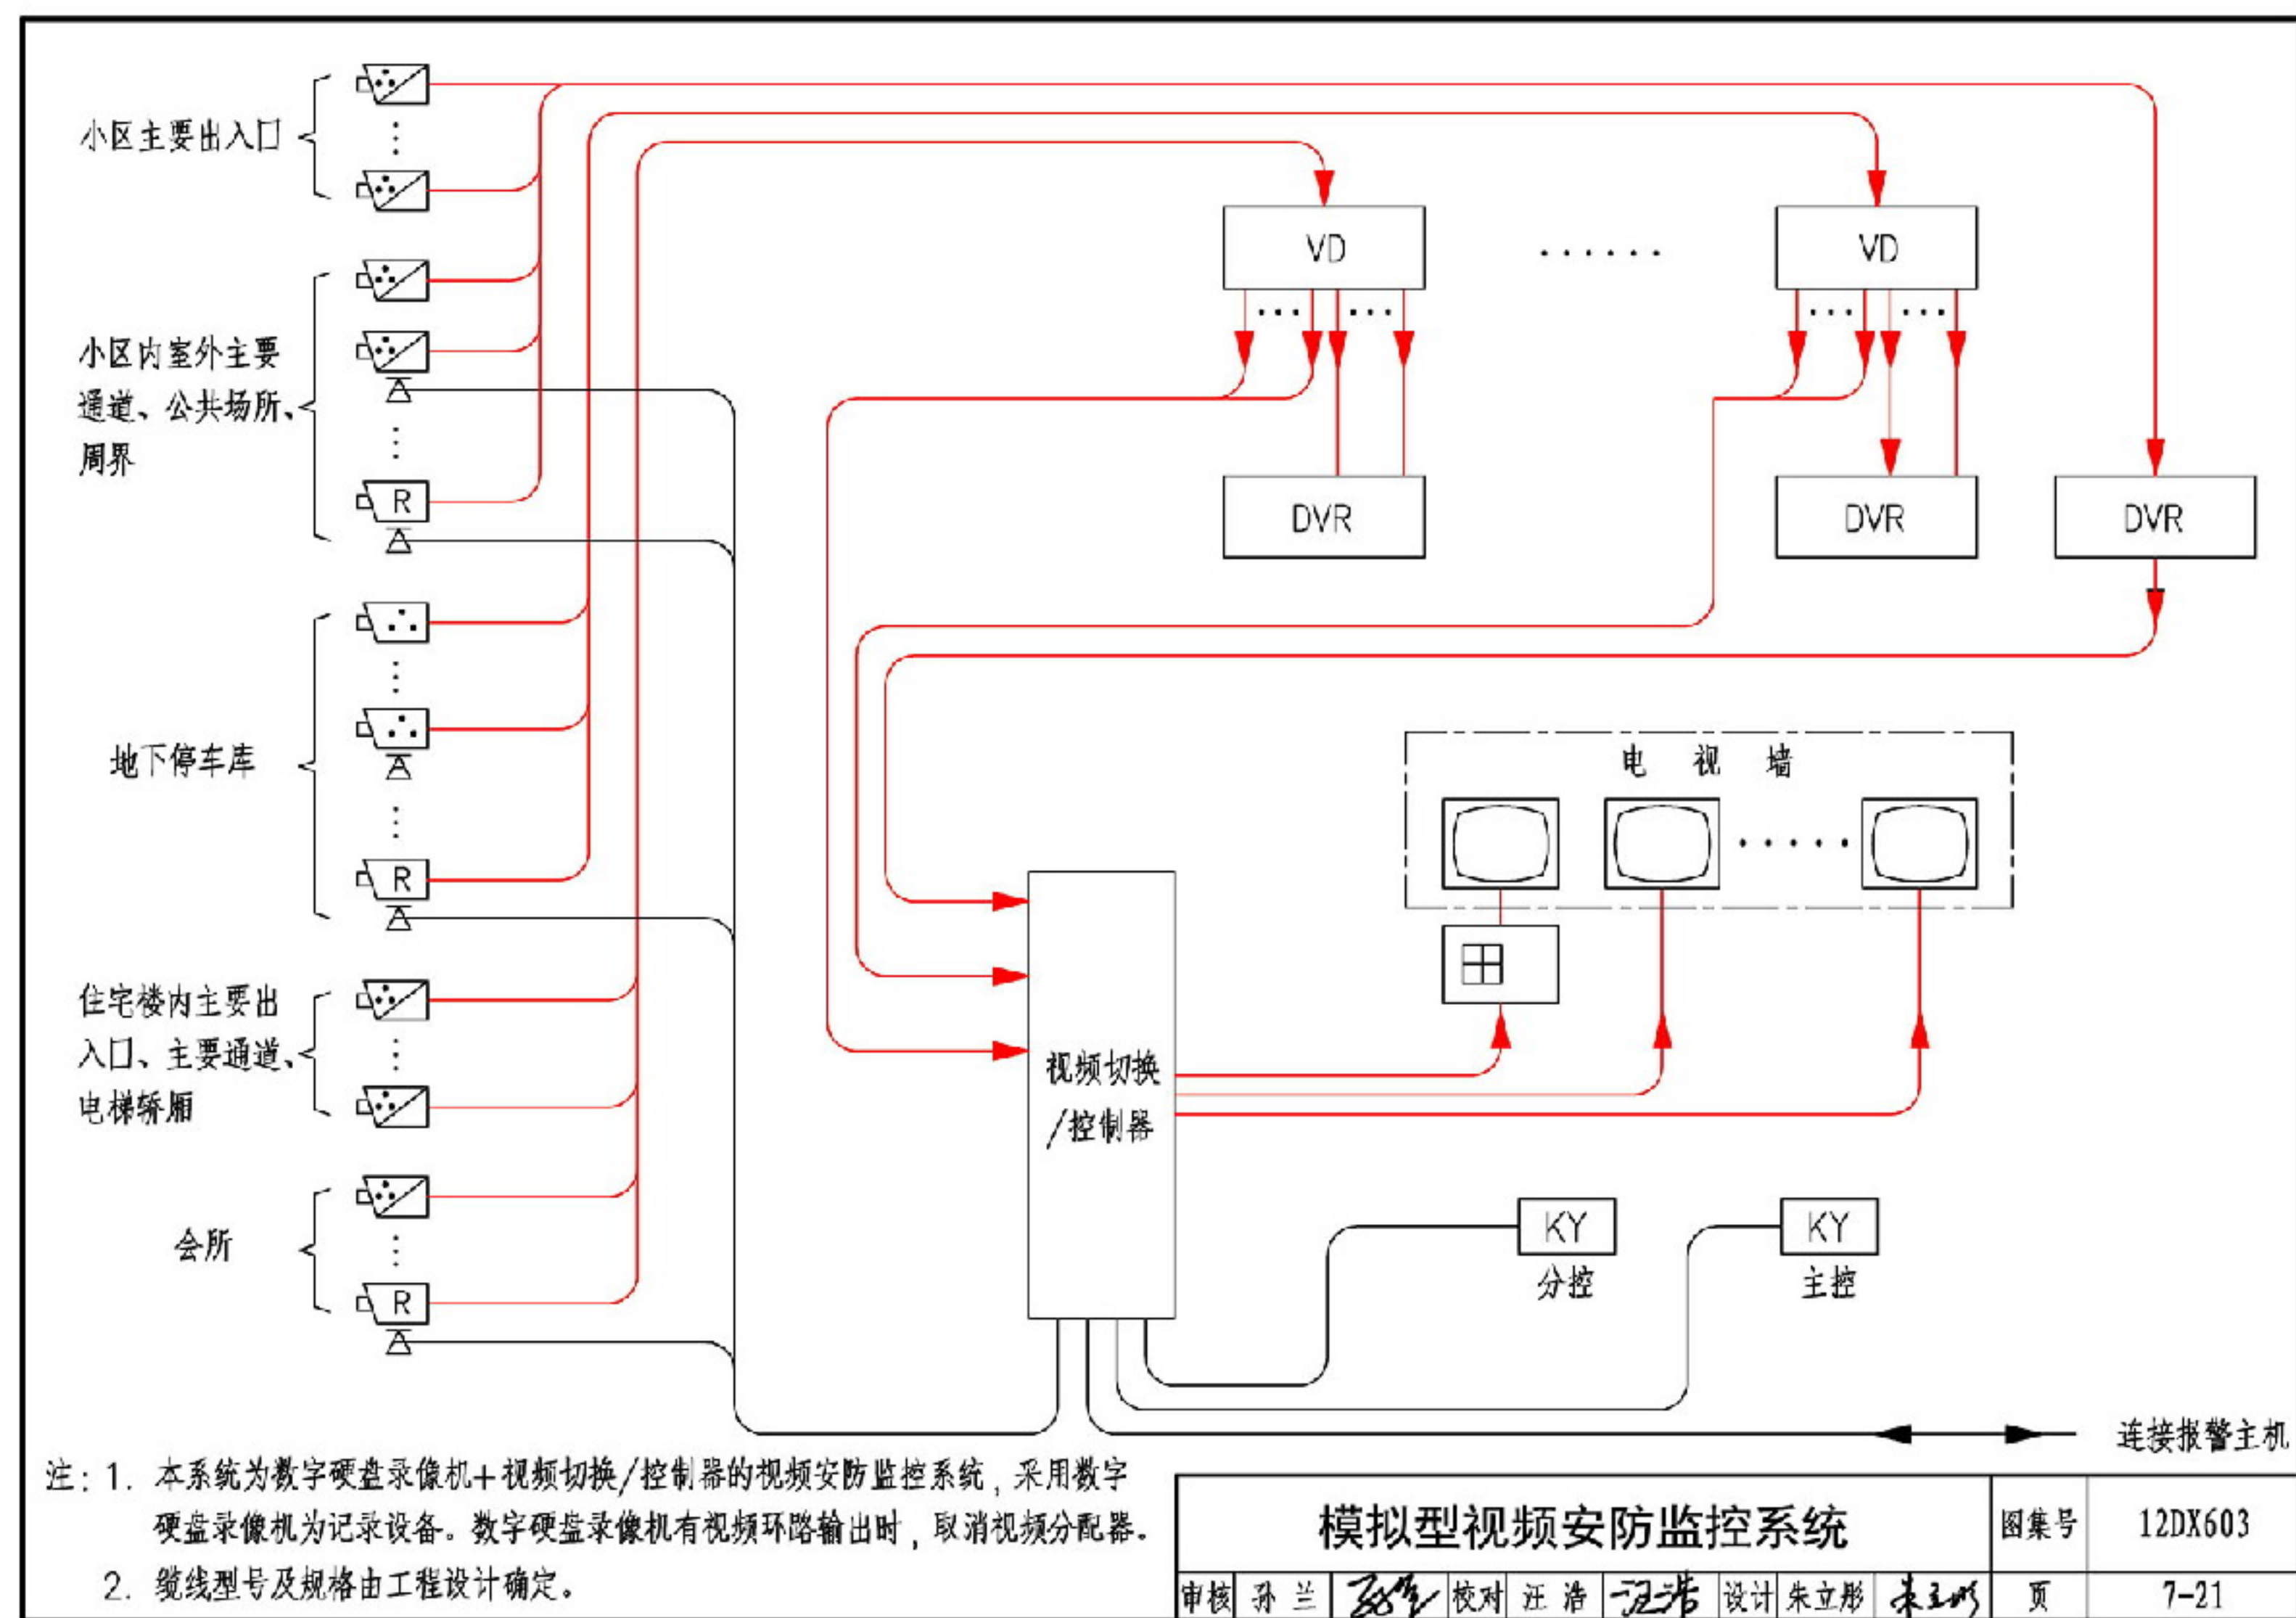 小区主要出入口
小区内室外主要
通道、公共场所、
周界
R
地下停车库
R
住宅楼内主要出
入口、主要通道、
电梯轿厢
会所
R
VD
VD
DVR
DVR
DVR
电 视 墙
视频切换
/控制器
KY
分控
KY
主控
连接报警主机
注：1. 本系统为数字硬盘录像机+视频切换/控制器的视频安防监控系统，采用数字
硬盘录像机为记录设备。数字硬盘录像机有视频环路输出时，取消视频分配器。
2. 缆线型号及规格由工程设计确定。
模拟型视频安防监控系统 图集号 12DX603
审核 孙 兰 校对 汪 浩 汪浩 设计 朱立彤 页 7-21